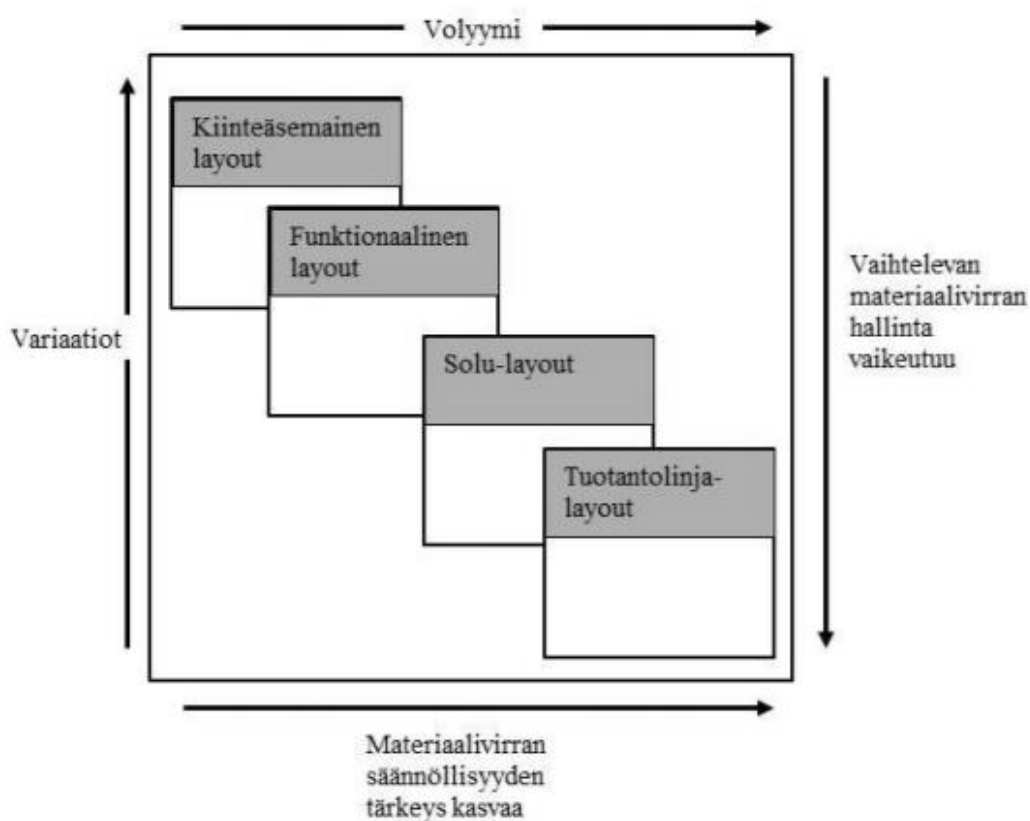 Volyymi
Kiinteäsemainen
layout
Funktionaalinen
layout
Vaihtelevan
materiaalivirran
hallinta
vaikeutuu
Variaatiot
Solu-layout
Tuotantolinja-
layout
Materiaalivirran
säännöllisyyden
tärkeys kasvaa